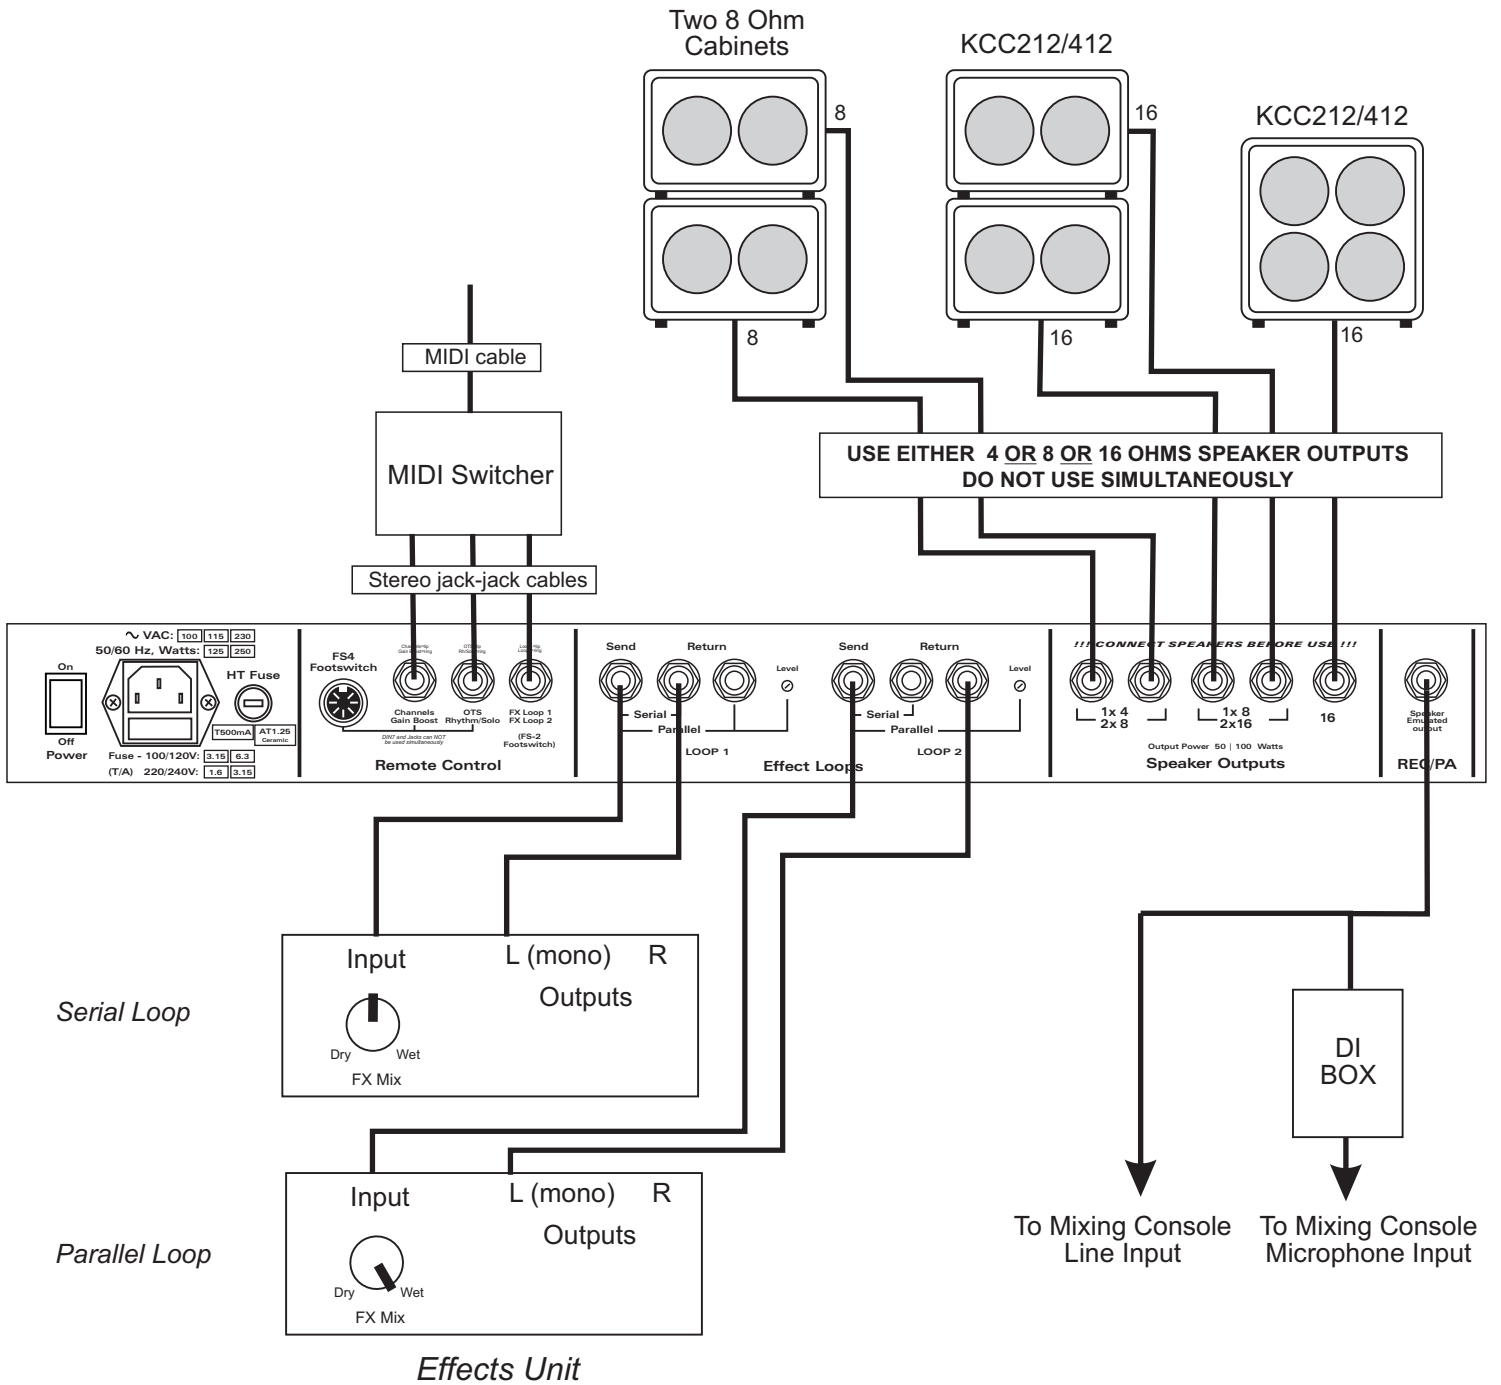 Two 8 Ohm
Cabinets
KCC212/412
KCC212/412
8
16
8
16
16
MIDI cable
MIDI Switcher
USE EITHER 4 OR 8 OR 16 OHMS SPEAKER OUTPUTS
DO NOT USE SIMULTANEOUSLY
Stereo jack-jack cables
VAC: 100 115 230
50/60 Hz, Watts: 125 250
On
Off
Power
HT Fuse
T500mA AT1.25
Ceramic
Fuse - 100/120V: 3.15 6.3
(T/A) 220/240V: 1.6 3.15
FS4
Footswitch
Channels
Gain Boost
OTS
Rhythm/Solo
FX Loop 1
FX Loop 2
(FS-2
Footswitch)
DIN7 and Jacks can NOT
be used simultaneously
Remote Control
Send
Return
Level
Serial
Parallel
LOOP 1
Send
Return
Level
Serial
Parallel
LOOP 2
Effect Loops
!!! CONNECT SPEAKERS BEFORE USE !!!
1x 4
2x 8
1x 8
2x16
16
Output Power 50 | 100 Watts
Speaker Outputs
Speaker
Emulated
output
REC/PA
Input
L (mono)
R
Outputs
Serial Loop
Dry
Wet
FX Mix
Input
L (mono)
R
Outputs
Parallel Loop
Dry
Wet
FX Mix
Effects Unit
DI
BOX
To Mixing Console
Line Input
To Mixing Console
Microphone Input